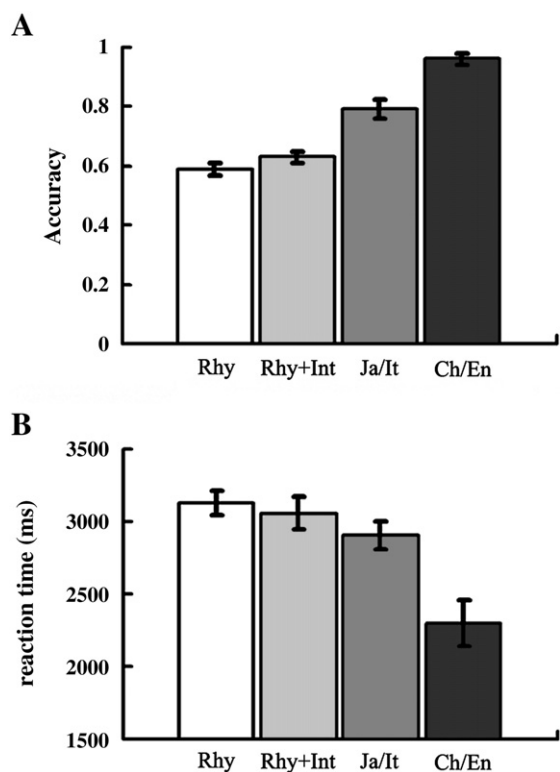 A
Accuracy
1
0.8
0.6
0.4
0.2
0
Rhy Rhy+Int Ja/It Ch/En
B
reaction time (ms)
3500
3000
2500
2000
1500
Rhy Rhy+Int Ja/It Ch/En